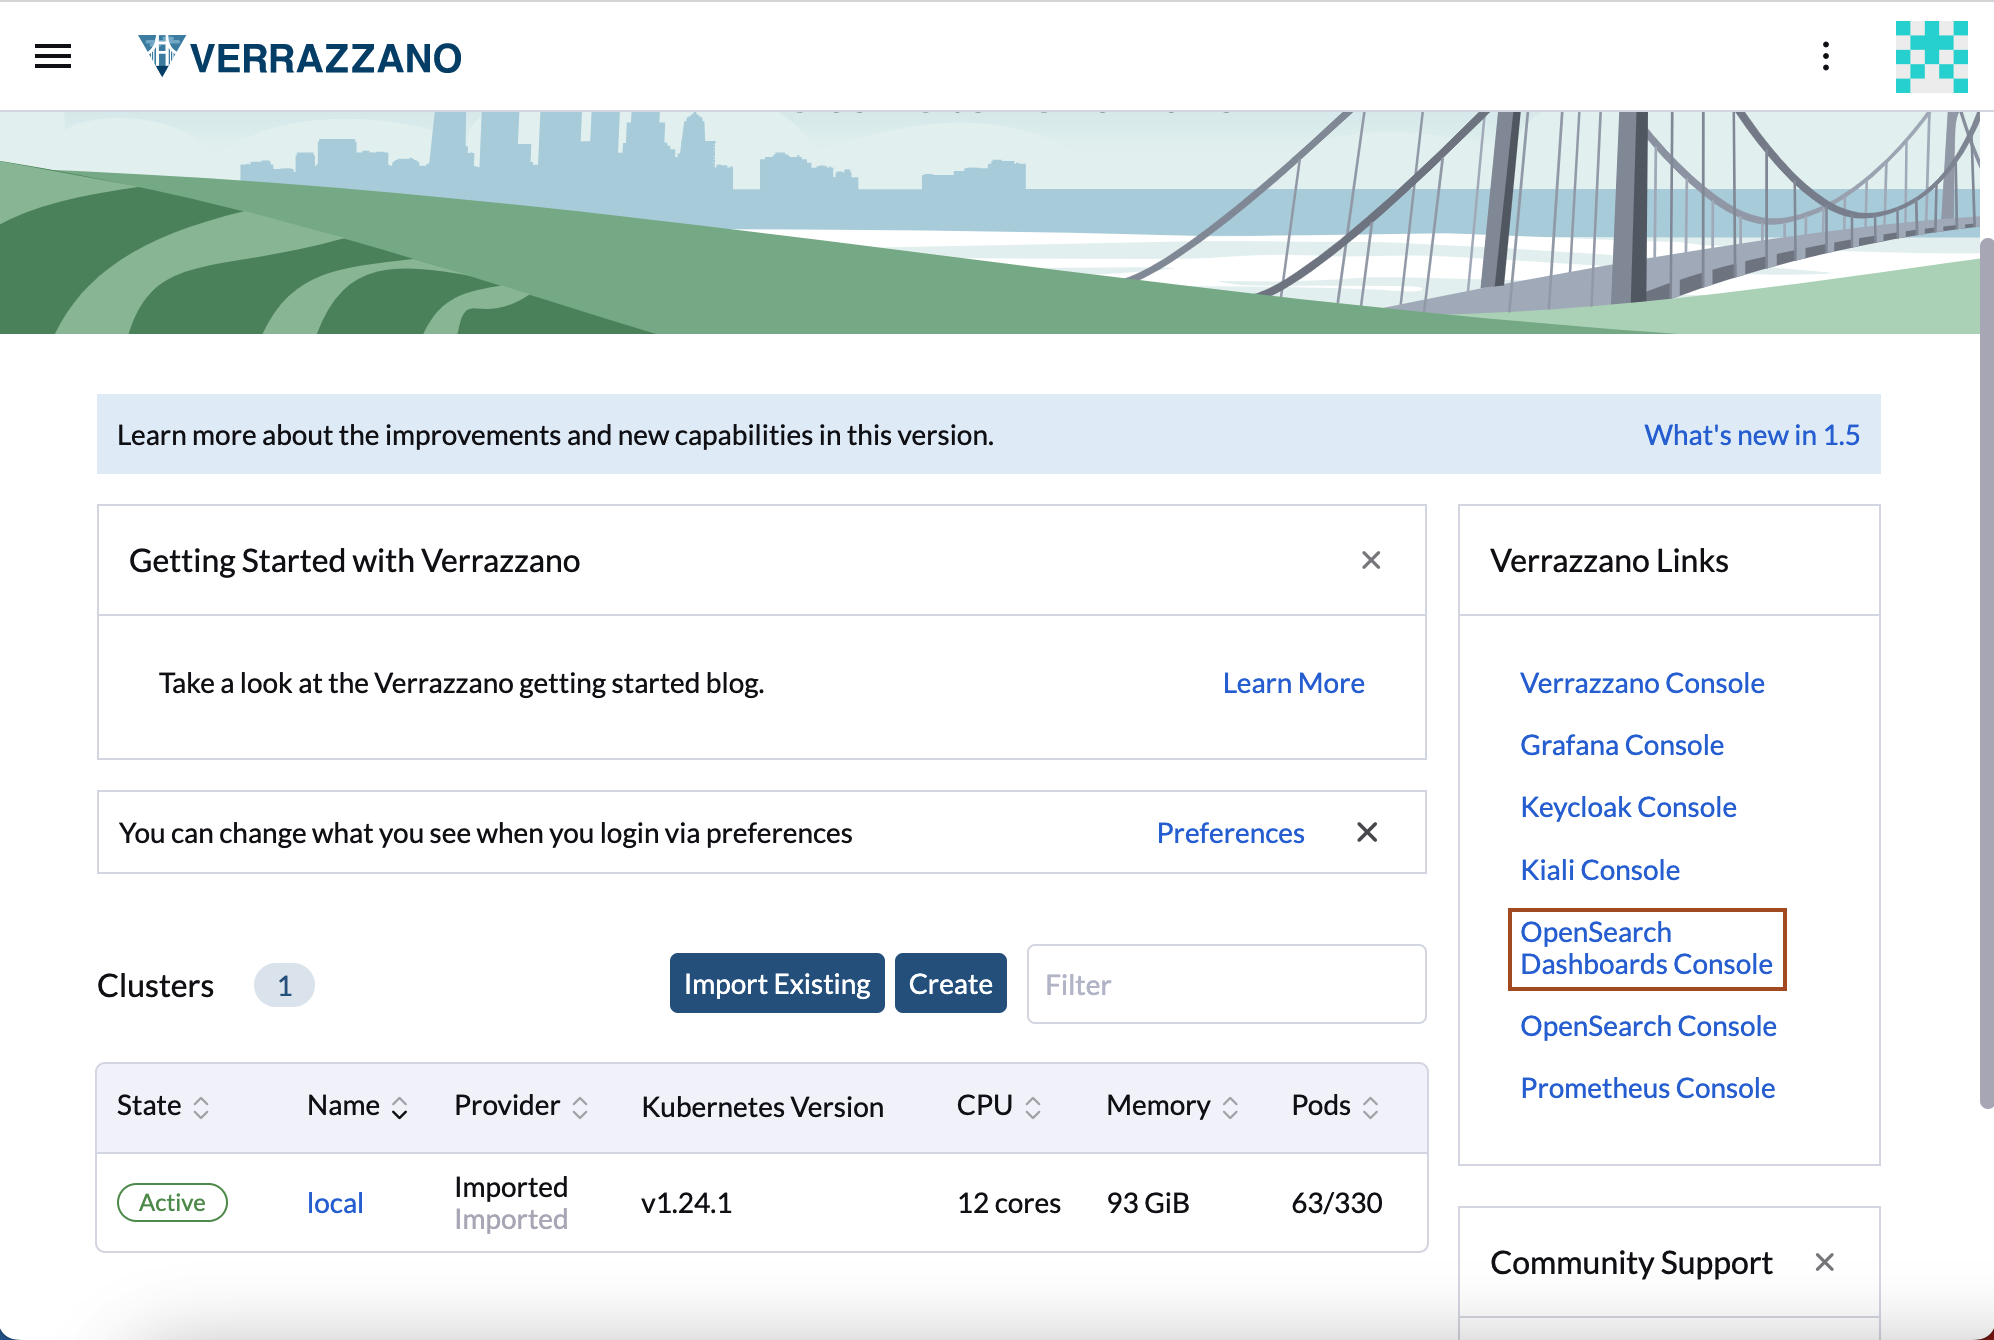 VERRAZZANO
Learn more about the improvements and new capabilities in this version.
What's new in 1.5
Getting Started with Verrazzano
Take a look at the Verrazzano getting started blog.
Learn More
You can change what you see when you login via preferences
Preferences
Clusters
1
Import Existing
Create
Filter
State
Name
Provider
Kubernetes Version
CPU
Memory
Pods
Active
local
Imported
Imported
v1.24.1
12 cores
93 GiB
63/330
Verrazzano Links
Verrazzano Console
Grafana Console
Keycloak Console
Kiali Console
OpenSearch
Dashboards Console
OpenSearch Console
Prometheus Console
Community Support